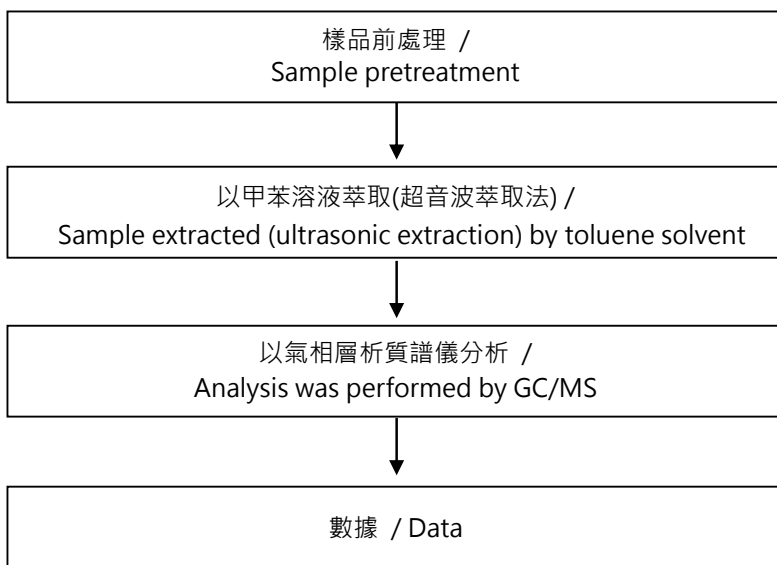 樣品前處理 /
Sample pretreatment
以甲苯溶液萃取(超音波萃取法) /
Sample extracted (ultrasonic extraction) by toluene solvent
以氣相層析質譜儀分析 /
Analysis was performed by GC/MS
數據 / Data